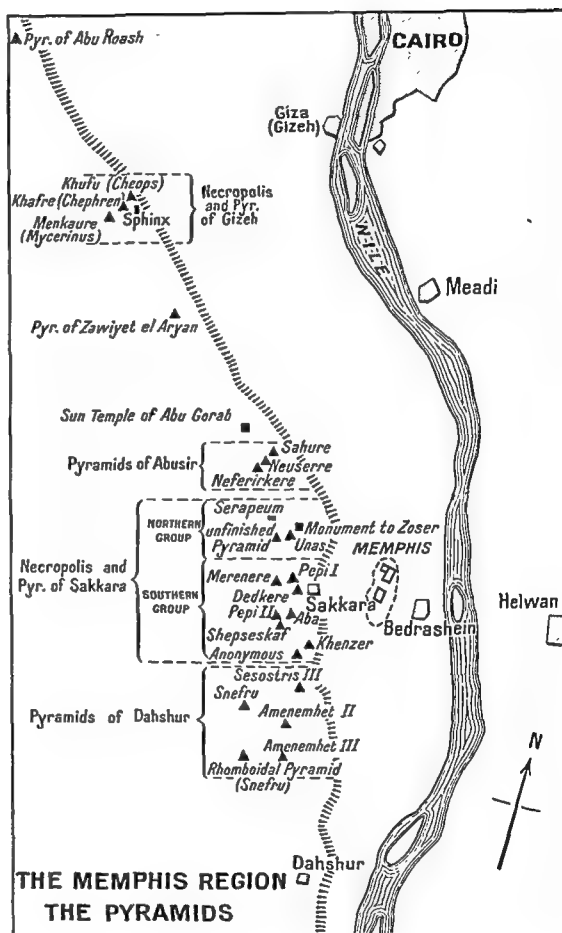 CAIRO
Pyr. of Abu Roash
Giza
(Gizeh)
Khufu (Cheops)
Khafre (Chephren)
Sphinx
Menkaure
(Mycerinus)
Necropolis
and Pyr.
of Gizeh
NILE
Meadi
Pyr. of Zawiyet el Aryan
Sun Temple of Abu Gorab
Pyramids of Abusir
Sahure
Neuserre
Neferirkere
Necropolis and
Pyr. of Sakkara
NORTHERN
GROUP
Serapeum
unfinished
Pyramid
Monument to Zoser
Unas
MEMPHIS
SOUTHERN
GROUP
Merenere
Pepi I
Dedkere
Sakkara
Pepi II
Aba
Shepseskaf
Khenzer
Anonymous
Bedrashein
Helwan
Pyramids of Dahshur
Sesostris III
Snefru
Amenemhet II
Amenemhet III
Rhomboidal Pyramid
(Snefru)
N
Dahshur
THE MEMPHIS REGION
THE PYRAMIDS